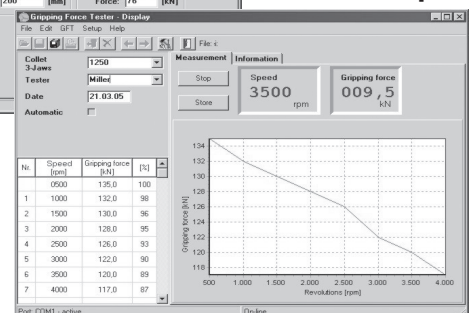 200 [mm] Force: 76 [KN]
Gripping Force Tester - Display
File Edit GFT Setup Help
File:
Collet
3-Jaws
1250
Tester
Miller
Date
21.03.05
Automatic
Measurement Information
Stop
Store
Speed
3500
rpm
Gripping force
009,5
kN
Nr. Speed [rpm] Gripping force [kN] [%]
0500 135,0 100
1 1000 132,0 98
2 1500 130,0 96
3 2000 128,0 95
4 2500 126,0 93
5 3000 122,0 90
6 3500 120,0 89
7 4000 117,0 87
Gripping force [kN]
134
132
130
128
126
124
122
120
118
500 1.000 1.500 2.000 2.500 3.000 3.500 4.000
Revolutions [rpm]
Port: COM1 - active On-line